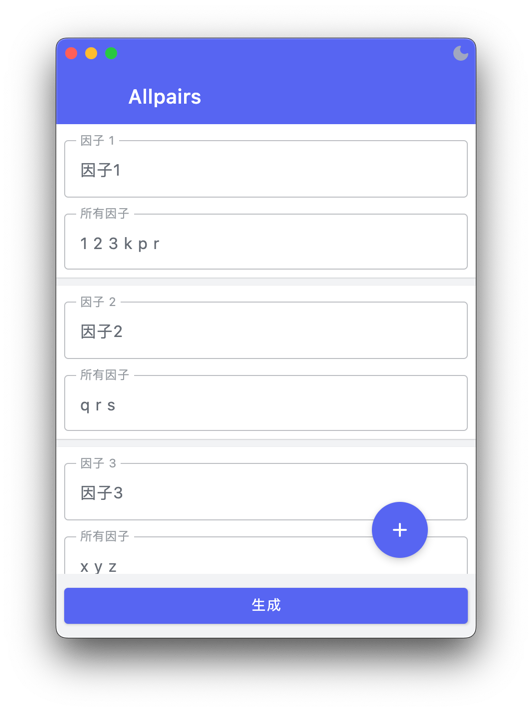 Allpairs
因子 1
因子1
所有因子
1 2 3 k p r
因子 2
因子2
所有因子
q r s
因子 3
因子3
所有因子
x y z
+
生成